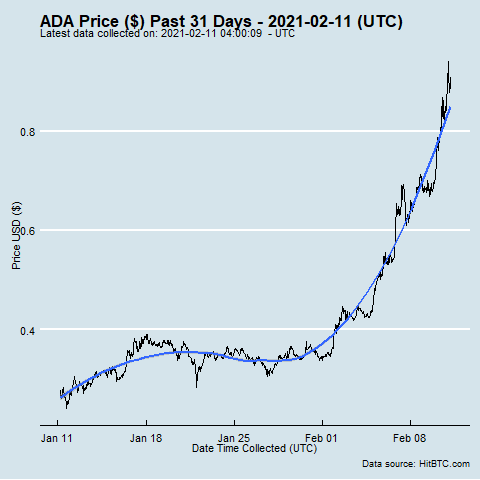 ADA Price ($) Past 31 Days - 2021-02-11 (UTC)
Latest data collected on: 2021-02-11 04:00:09  - UTC
Price USD ($)
0.8
0.6
0.4
Jan 11
Jan 18
Jan 25
Feb 01
Feb 08
Date Time Collected (UTC)
Data source: HitBTC.com